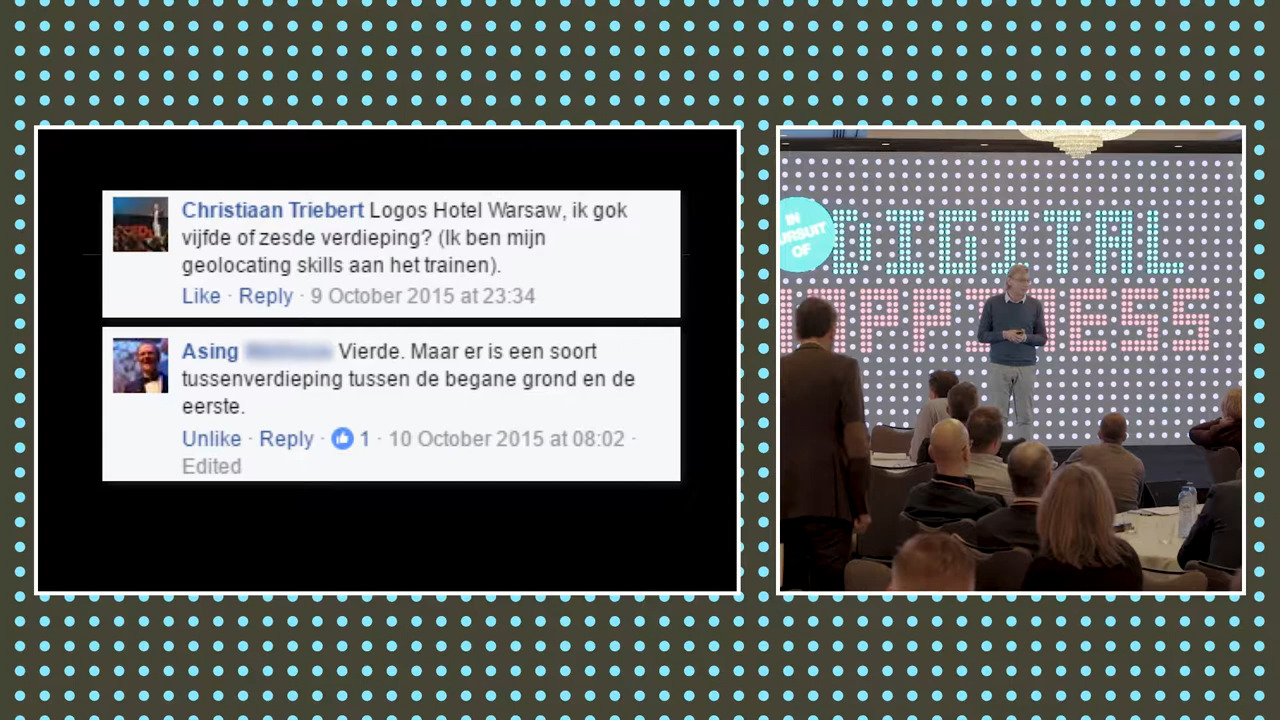 Christiaan Triebert Logos Hotel Warsaw, ik gok
vijfde of zesde verdieping? (Ik ben mijn
geolocating skills aan het trainen).
Like · Reply · 9 October 2015 at 23:34
Asing Vierde. Maar er is een soort
tussenverdieping tussen de begane grond en de
eerste.
Unlike · Reply · 1 · 10 October 2015 at 08:02 ·
Edited
IN
PURSUIT
OF
DIGITAL
HAPPINESS